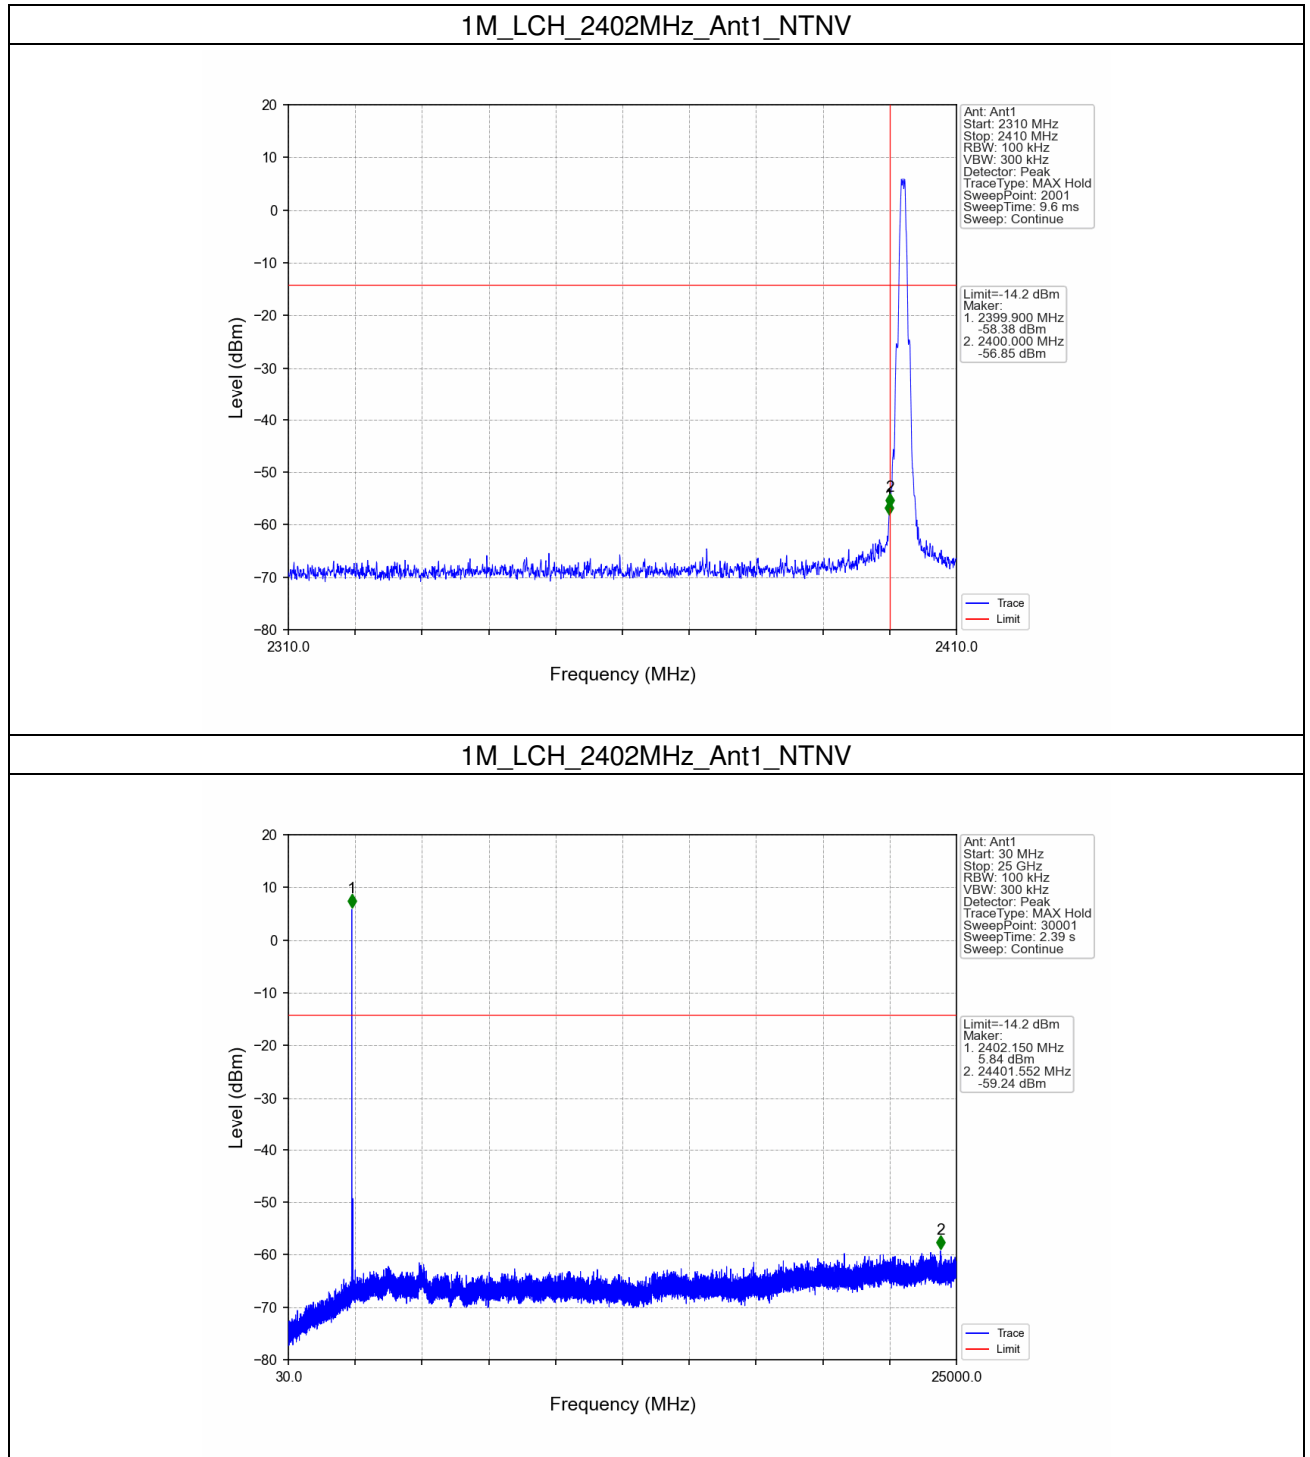 1M_LCH_2402MHz_Ant1_NTNV
20
10
0
−10
−20
−30
−40
−50
−60
−70
−80
Level (dBm)
2
2310.0
2410.0
Frequency (MHz)
Ant: Ant1
Start: 2310 MHz
Stop: 2410 MHz
RBW: 100 kHz
VBW: 300 kHz
Detector: Peak
TraceType: MAX Hold
SweepPoint: 2001
SweepTime: 9.6 ms
Sweep: Continue
Limit=-14.2 dBm
Maker:
1. 2399.900 MHz
-58.38 dBm
2. 2400.000 MHz
-56.85 dBm
Trace
Limit
1M_LCH_2402MHz_Ant1_NTNV
20
10
0
−10
−20
−30
−40
−50
−60
−70
−80
Level (dBm)
1
2
30.0
25000.0
Frequency (MHz)
Ant: Ant1
Start: 30 MHz
Stop: 25 GHz
RBW: 100 kHz
VBW: 300 kHz
Detector: Peak
TraceType: MAX Hold
SweepPoint: 30001
SweepTime: 2.39 s
Sweep: Continue
Limit=-14.2 dBm
Maker:
1. 2402.150 MHz
5.84 dBm
2. 24401.552 MHz
-59.24 dBm
Trace
Limit